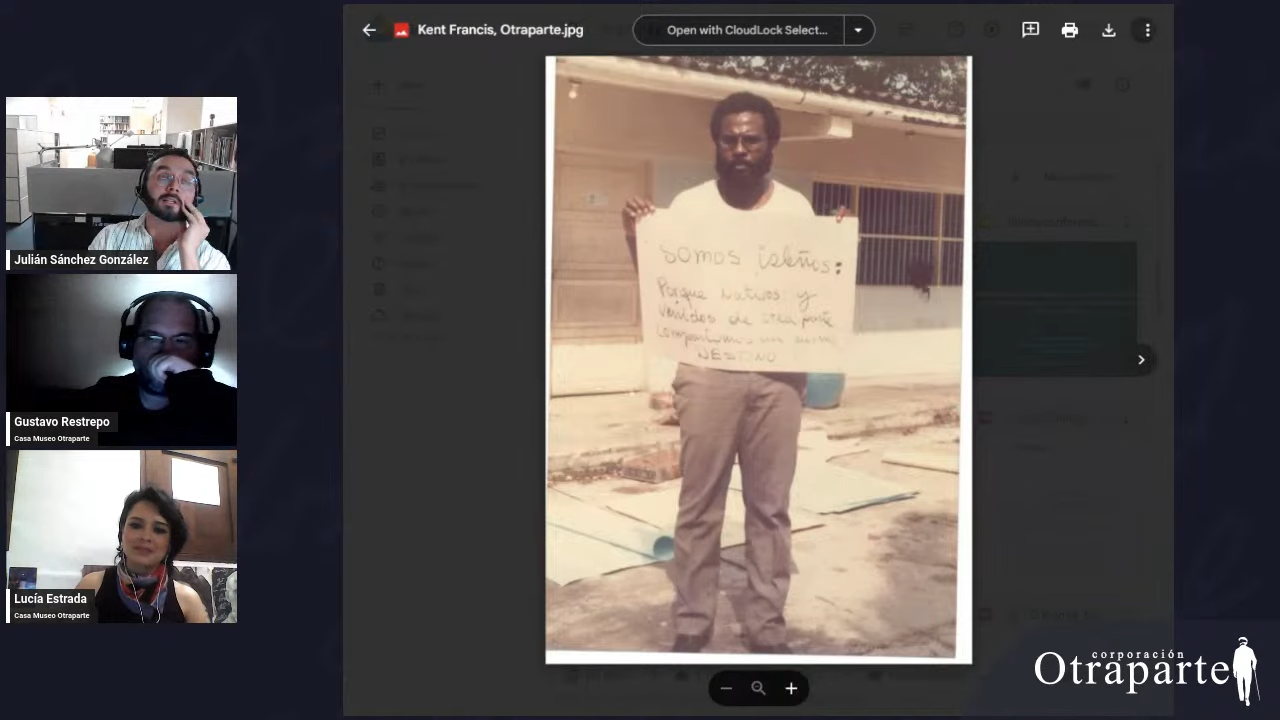 Kent Francis, Otraparte.jpg
Open with CloudLock Select...
Julián Sánchez González
Gustavo Restrepo
Casa Museo Otraparte
Lucía Estrada
Casa Museo Otraparte
somos isleños:
Porque nativos: y
venidos de otra parte
compartimos un
DESTINO
corporación
Otraparte